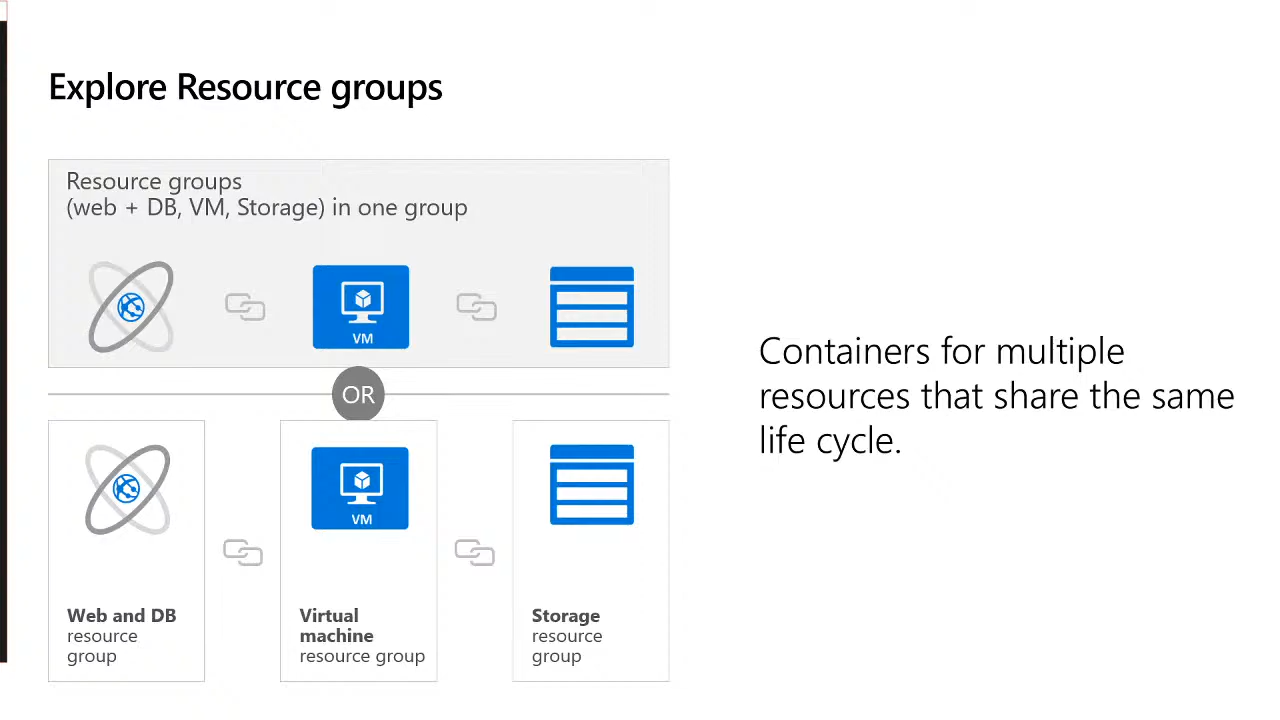 Explore Resource groups
Resource groups
(web + DB, VM, Storage) in one group
VM
OR
VM
Web and DB
resource
group
Virtual
machine
resource group
Storage
resource
group
Containers for multiple
resources that share the same
life cycle.